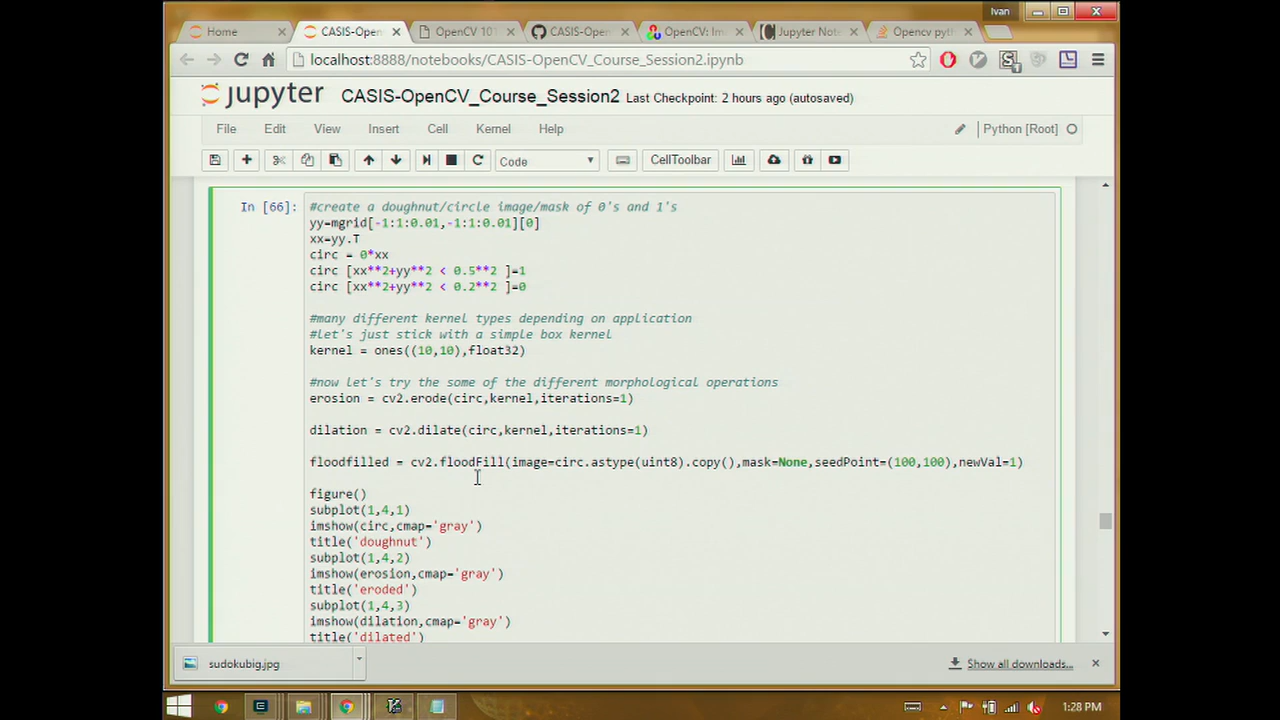 Ivan
Home
CASIS-Open
OpenCV 101
CASIS-Open
OpenCV: Im
Jupyter Not
Opencv pyth
localhost:8888/notebooks/CASIS-OpenCV_Course_Session2.ipynb
jupyter CASIS-OpenCV_Course_Session2 Last Checkpoint: 2 hours ago (autosaved)
File Edit View Insert Cell Kernel Help Python [Root]
Code CellToolbar
In [66]: #create a doughnut/circle image/mask of 0's and 1's
yy=mgrid[-1:1:0.01,-1:1:0.01][0]
xx=yy.T
circ = 0*xx
circ [xx**2+yy**2 < 0.5**2 ]=1
circ [xx**2+yy**2 < 0.2**2 ]=0
#many different kernel types depending on application
#let's just stick with a simple box kernel
kernel = ones((10,10),float32)
#now let's try the some of the different morphological operations
erosion = cv2.erode(circ,kernel,iterations=1)
dilation = cv2.dilate(circ,kernel,iterations=1)
floodfilled = cv2.floodFill(image=circ.astype(uint8).copy(),mask=None,seedPoint=(100,100),newVal=1)
figure()
subplot(1,4,1)
imshow(circ,cmap='gray')
title('doughnut')
subplot(1,4,2)
imshow(erosion,cmap='gray')
title('eroded')
subplot(1,4,3)
imshow(dilation,cmap='gray')
title('dilated')
sudokubig.jpg
Show all downloads...
1:28 PM